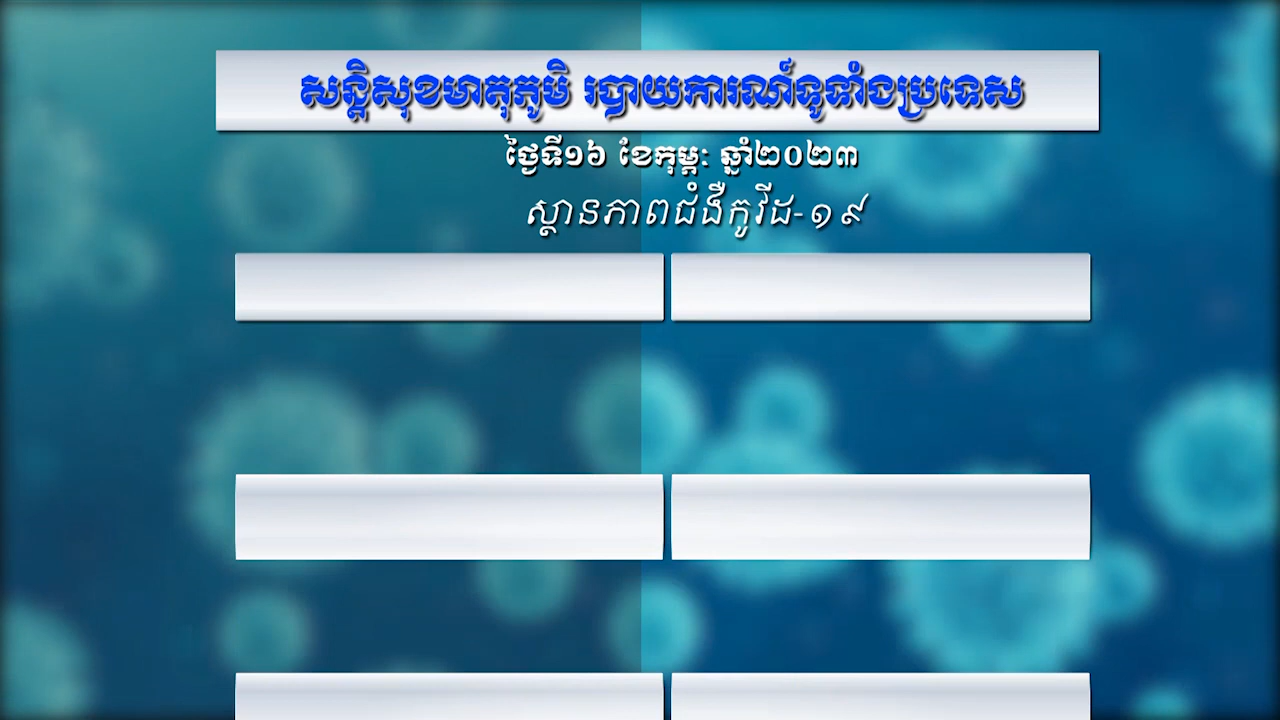 សន្តិសុខមាតុភូមិ របាយការណ៍ទូទាំងប្រទេស
ថ្ងៃទី១៦ ខែកុម្ភៈ ឆ្នាំ២០២៣
ស្ថានភាពជំងឺកូវីដ-១៩